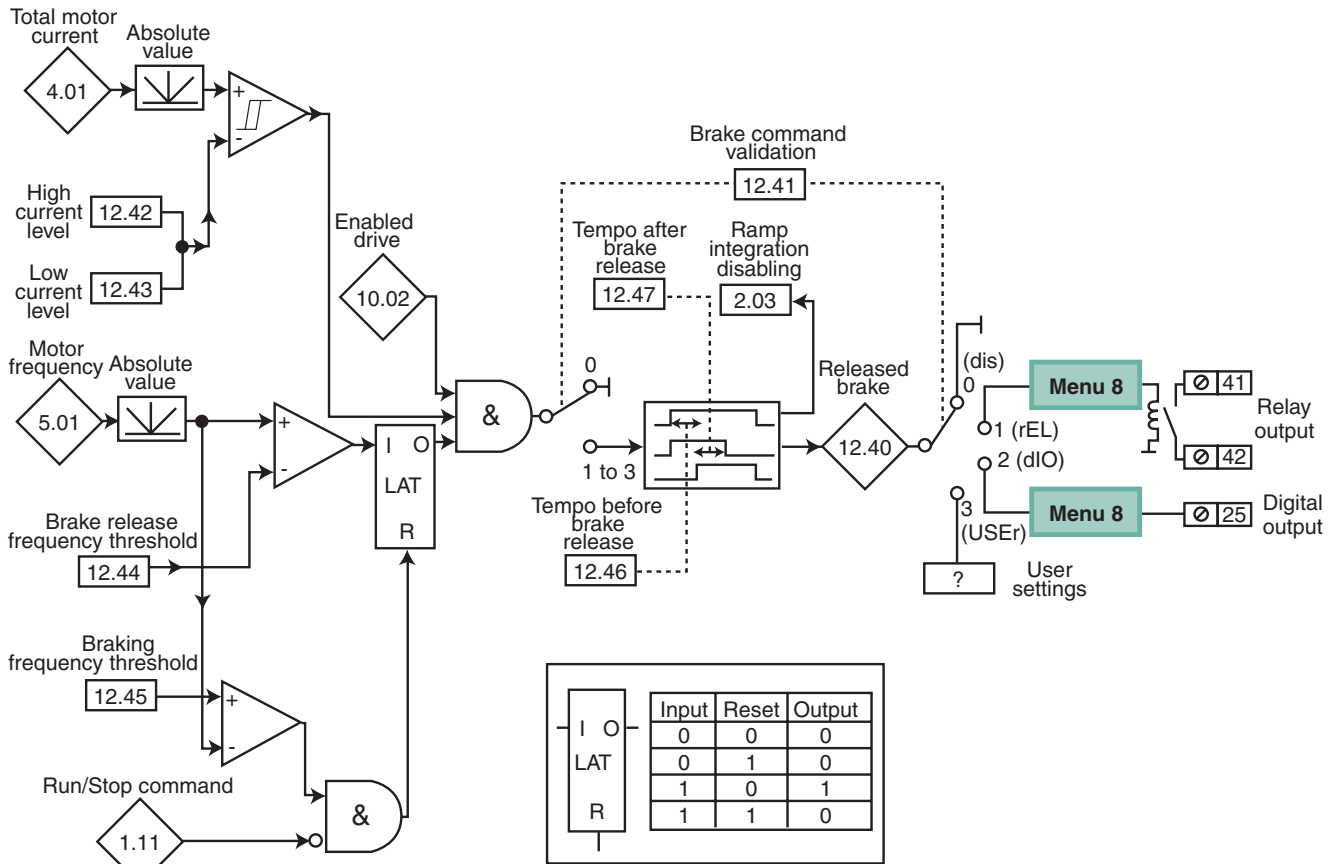 Total motor
current
4.01
Absolute
value
+
-
High
current
level
12.42
Low
current
level
12.43
Motor
frequency
5.01
Absolute
value
+
-
Brake release
frequency threshold
12.44
Braking
frequency threshold
12.45
+
-
Run/Stop command
1.11
&
I O
LAT
R
Enabled
drive
10.02
&
0
1 to 3
Brake command
validation
12.41
Tempo after
brake
release
12.47
Ramp
integration
disabling
2.03
Tempo before
brake
release
12.46
Released
brake
12.40
(dis)
0
1 (rEL)
2 (dIO)
3
(USEr)
?
User
settings
Menu 8
41
42
Relay
output
Menu 8
25
Digital
output
I O
LAT
R
Input Reset Output
0 0 0
0 1 0
1 0 1
1 1 0